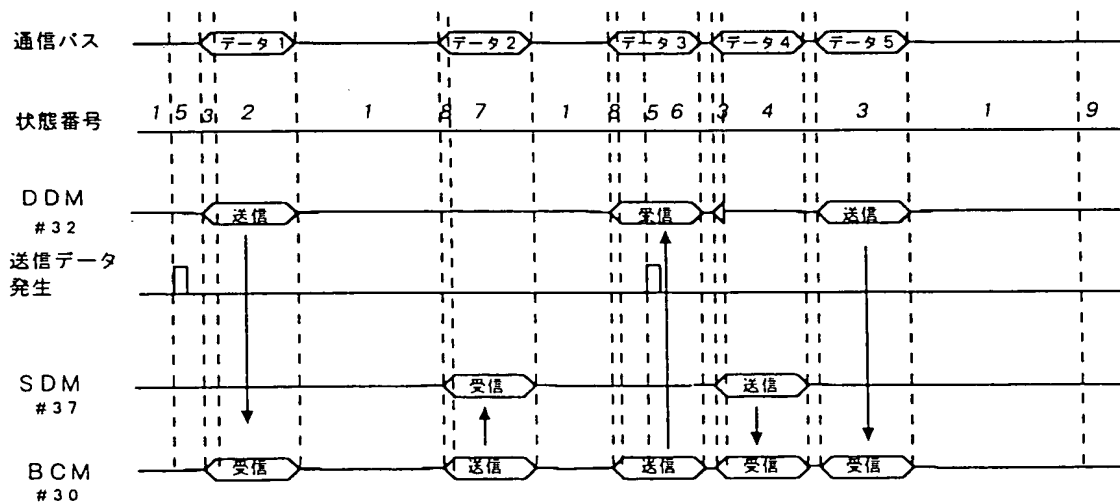 通信バス データ1 データ2 データ3 データ4 データ5
状態番号 1 5 3 2 1 8 7 1 8 5 6 3 4 3 1 9
DDM 送信 受信 送信
#32
送信データ
発生
SDM 受信 送信
#37
BCM 受信 送信 送信 受信 受信
#30